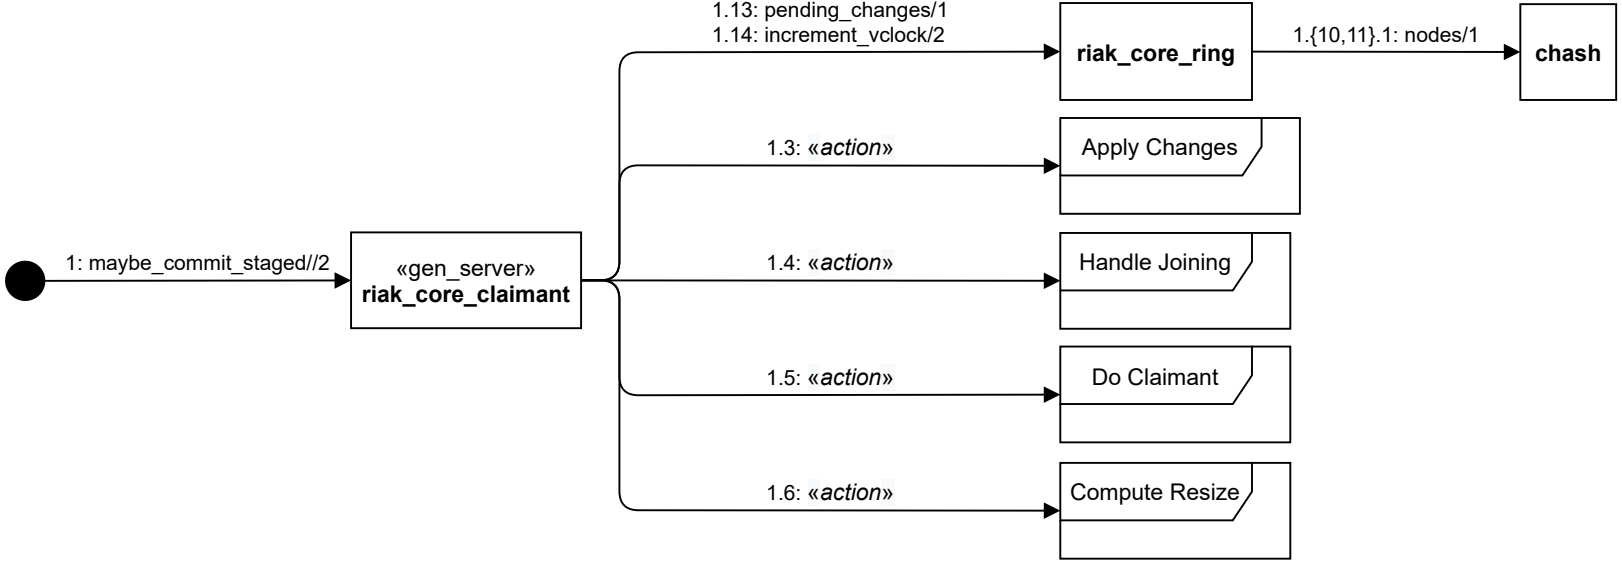 1.13: pending_changes/1
1.14: increment_vclock/2
riak_core_ring
1.{10,11}.1: nodes/1
chash
1.3: «action»
Apply Changes
1: maybe_commit_staged//2
«gen_server»
riak_core_claimant
1.4: «action»
Handle Joining
1.5: «action»
Do Claimant
1.6: «action»
Compute Resize